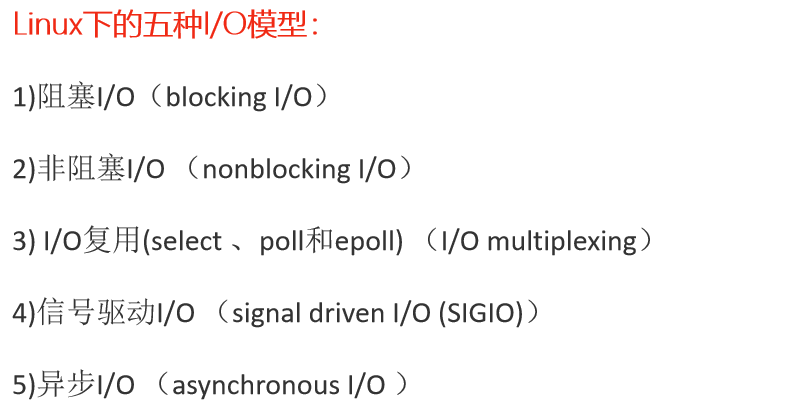 Linux下的五种I/O模型：
1)阻塞I/O（blocking I/O）
2)非阻塞I/O （nonblocking I/O）
3) I/O复用(select 、poll和epoll) （I/O multiplexing）
4)信号驱动I/O （signal driven I/O (SIGIO)）
5)异步I/O （asynchronous I/O ）